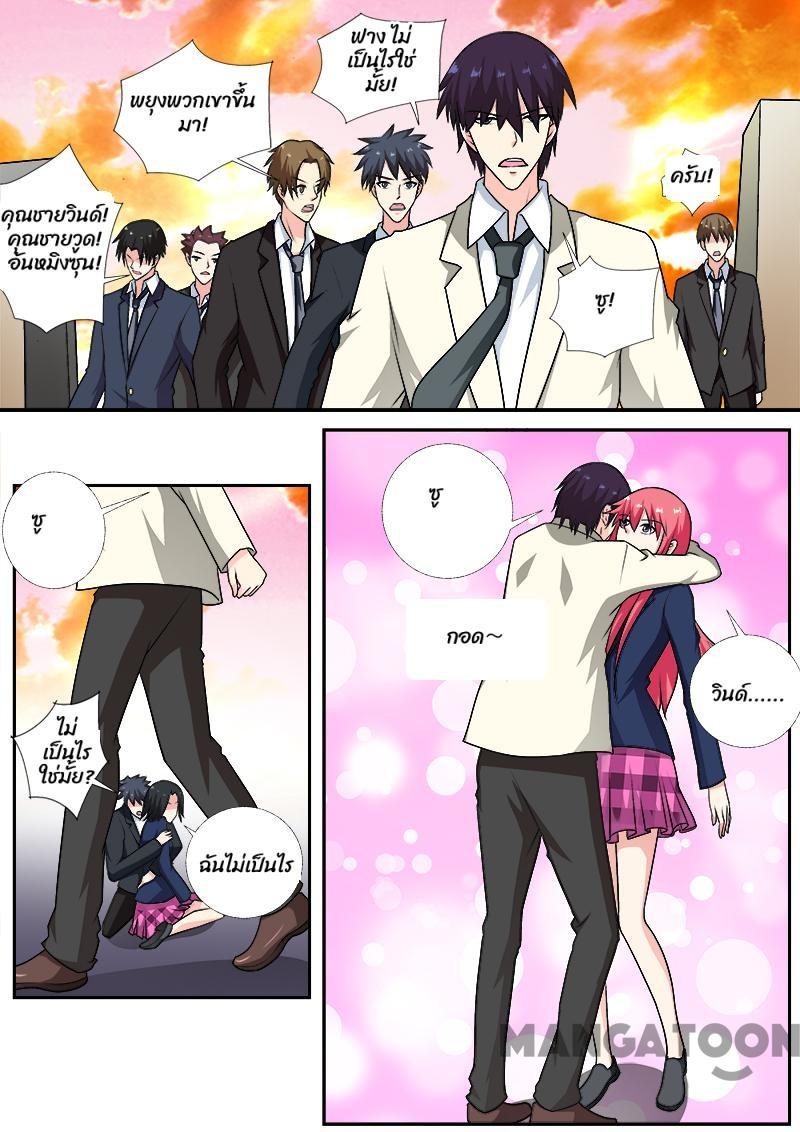 ฟาง ไม่
เป็นไรใช่
มั้ย!
พยุงพวกเขาขึ้น
มา!
คุณชายวินด์!
คุณชายวูด!
อันหมิงซุน!
ครับ!
ซู!
ซู
ไม่
เป็นไร
ใช่มั้ย?
ฉันไม่เป็นไร
ซู
กอด~
วินด์......
MANGATOON